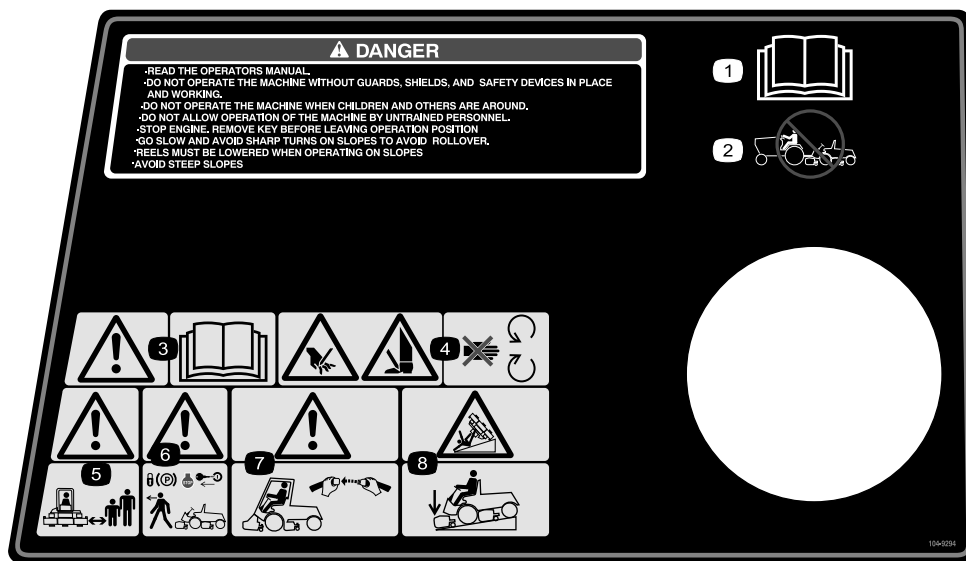 DANGER
·READ THE OPERATORS MANUAL.
·DO NOT OPERATE THE MACHINE WITHOUT GUARDS, SHIELDS, AND SAFETY DEVICES IN PLACE
AND WORKING.
·DO NOT OPERATE THE MACHINE WHEN CHILDREN AND OTHERS ARE AROUND.
·DO NOT ALLOW OPERATION OF THE MACHINE BY UNTRAINED PERSONNEL.
·STOP ENGINE. REMOVE KEY BEFORE LEAVING OPERATION POSITION
·GO SLOW AND AVOID SHARP TURNS ON SLOPES TO AVOID ROLLOVER.
·REELS MUST BE LOWERED WHEN OPERATING ON SLOPES
·AVOID STEEP SLOPES
1
2
3
4
5
6
7
8
(P)
STOP
104-9294